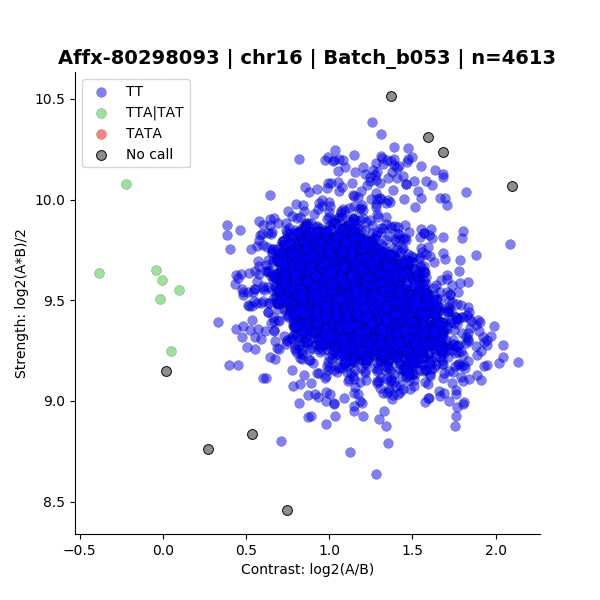 Affx-80298093 | chr16 | Batch_b053 | n=4613
TT
TTA|TAT
TATA
No call
10.5
10.0
9.5
9.0
8.5
Strength: log2(A*B)/2
−0.5 0.0 0.5 1.0 1.5 2.0
Contrast: log2(A/B)